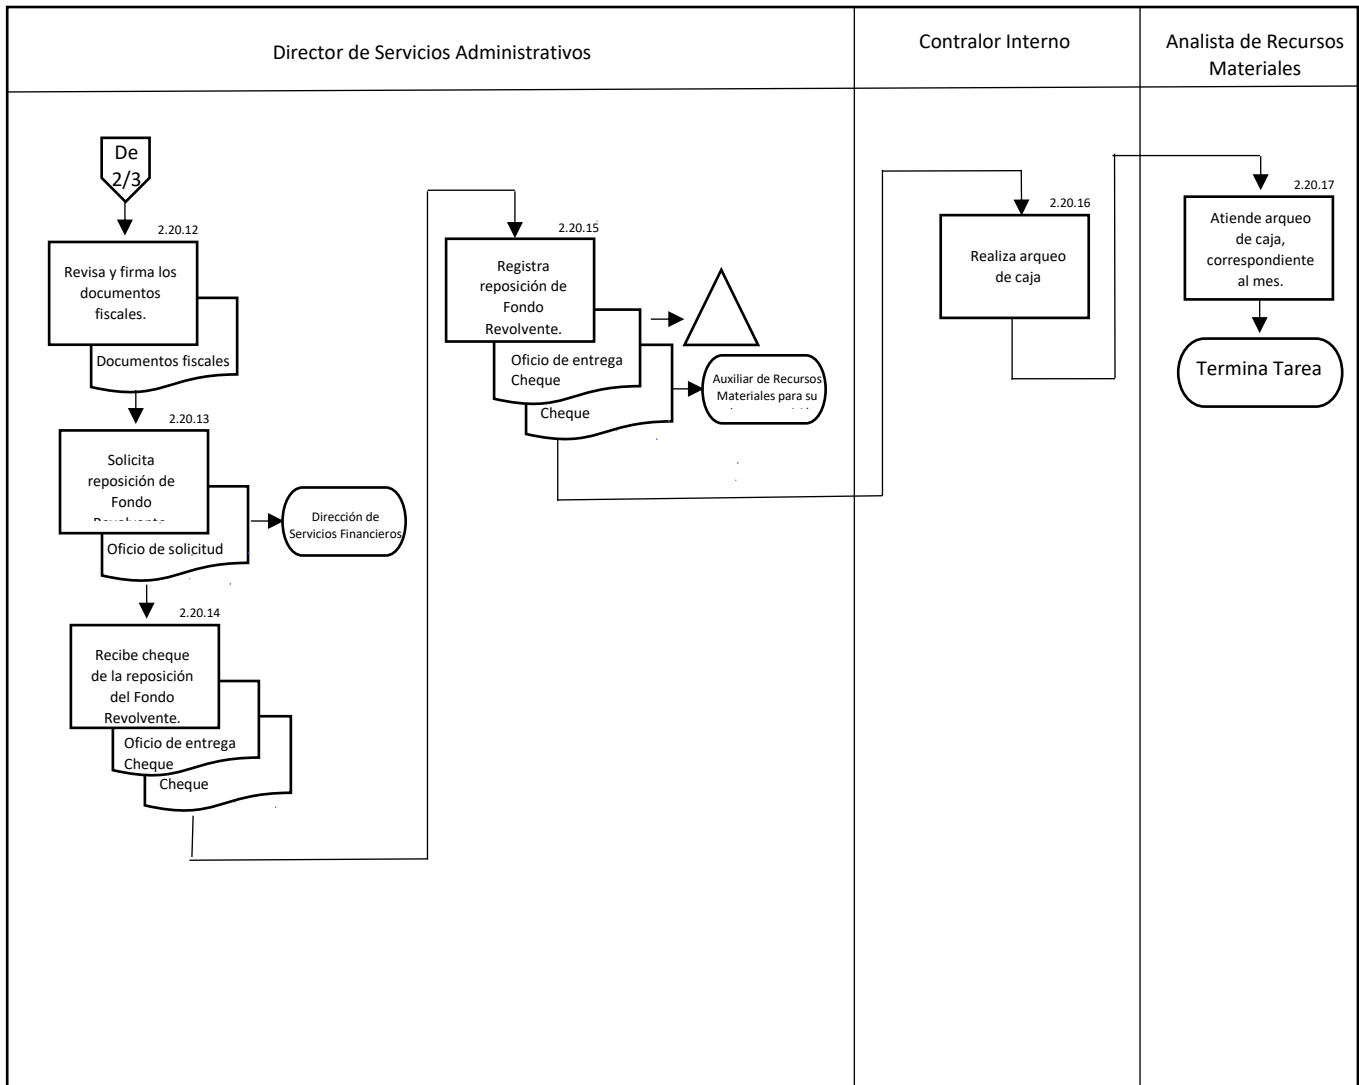 Director de Servicios Administrativos
Contralor Interno
Analista de Recursos
Materiales
De
2/3
2.20.12
Revisa y firma los
documentos
fiscales.
Documentos fiscales
2.20.13
Solicita
reposición de
Fondo
Oficio de solicitud
Dirección de
Servicios Financieros
2.20.14
Recibe cheque
de la reposición
del Fondo
Revolvente.
Oficio de entrega
Cheque
Cheque
2.20.15
Registra
reposición de
Fondo
Revolvente.
Oficio de entrega
Cheque
Cheque
Auxiliar de Recursos
Materiales para su
2.20.16
Realiza arqueo
de caja
2.20.17
Atiende arqueo
de caja,
correspondiente
al mes.
Termina Tarea